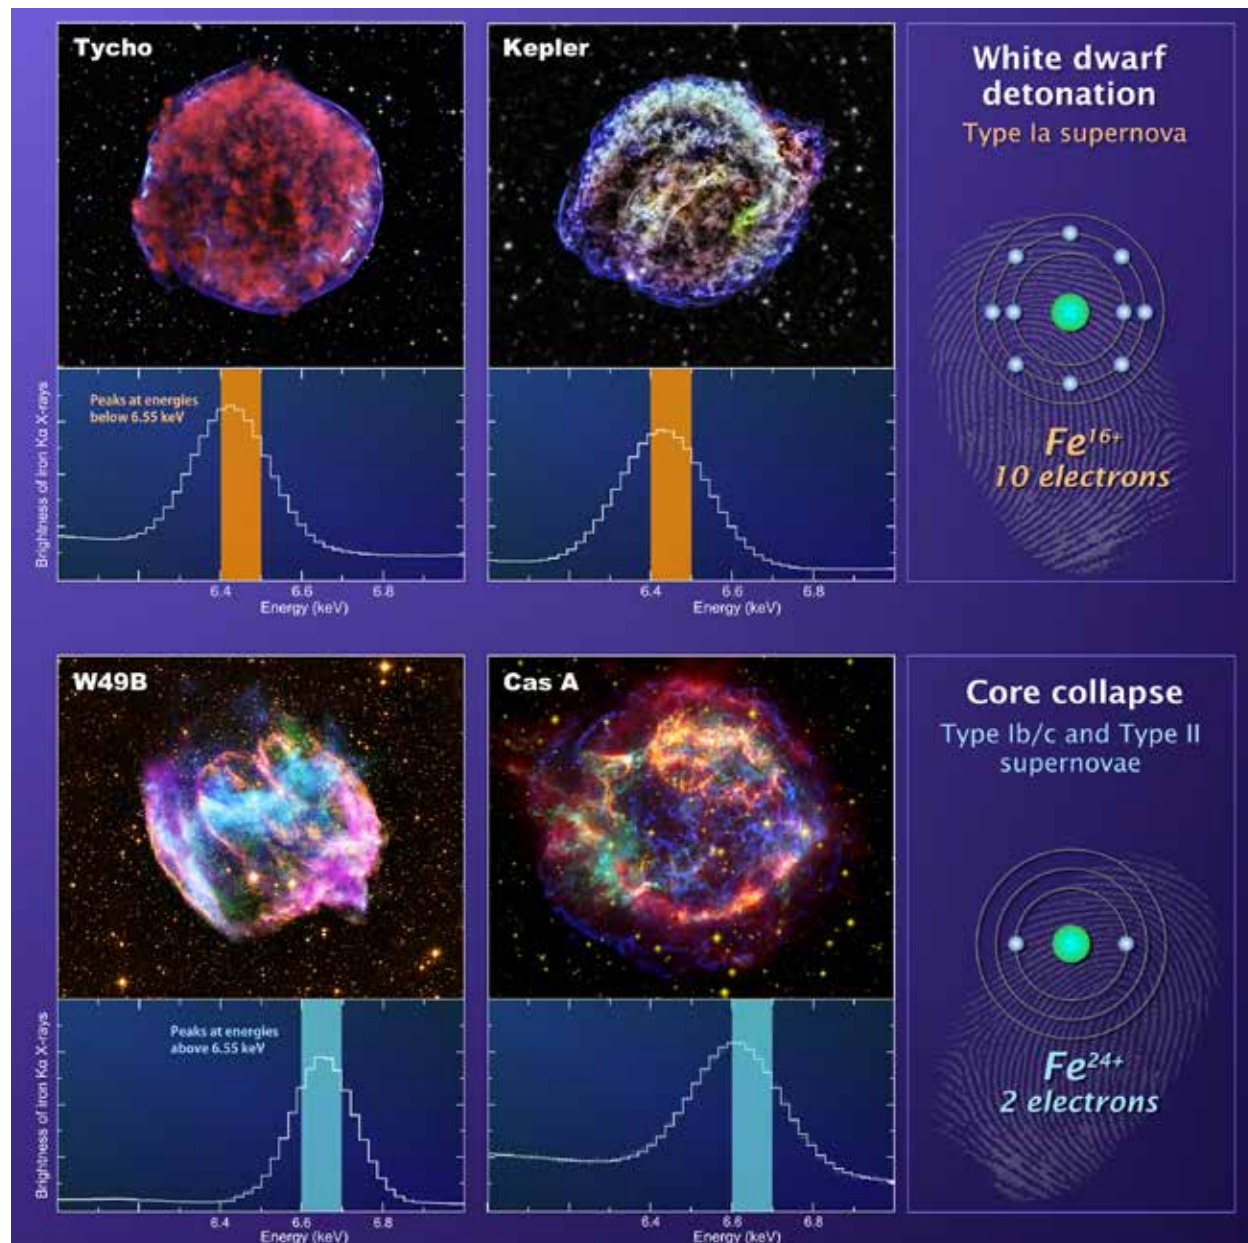 Tycho
Kepler
White dwarf
detonation
Type Ia supernova
Brightness of iron Kα X-rays
Peaks at energies
below 6.55 keV
6.4
6.6
6.8
Energy (keV)
6.4
6.6
6.8
Energy (keV)
Fe16+
10 electrons
W49B
Cas A
Core collapse
Type Ib/c and Type II
supernovae
Brightness of iron Kα X-rays
Peaks at energies
above 6.55 keV
6.4
6.6
6.8
Energy (keV)
6.4
6.6
6.8
Energy (keV)
Fe24+
2 electrons